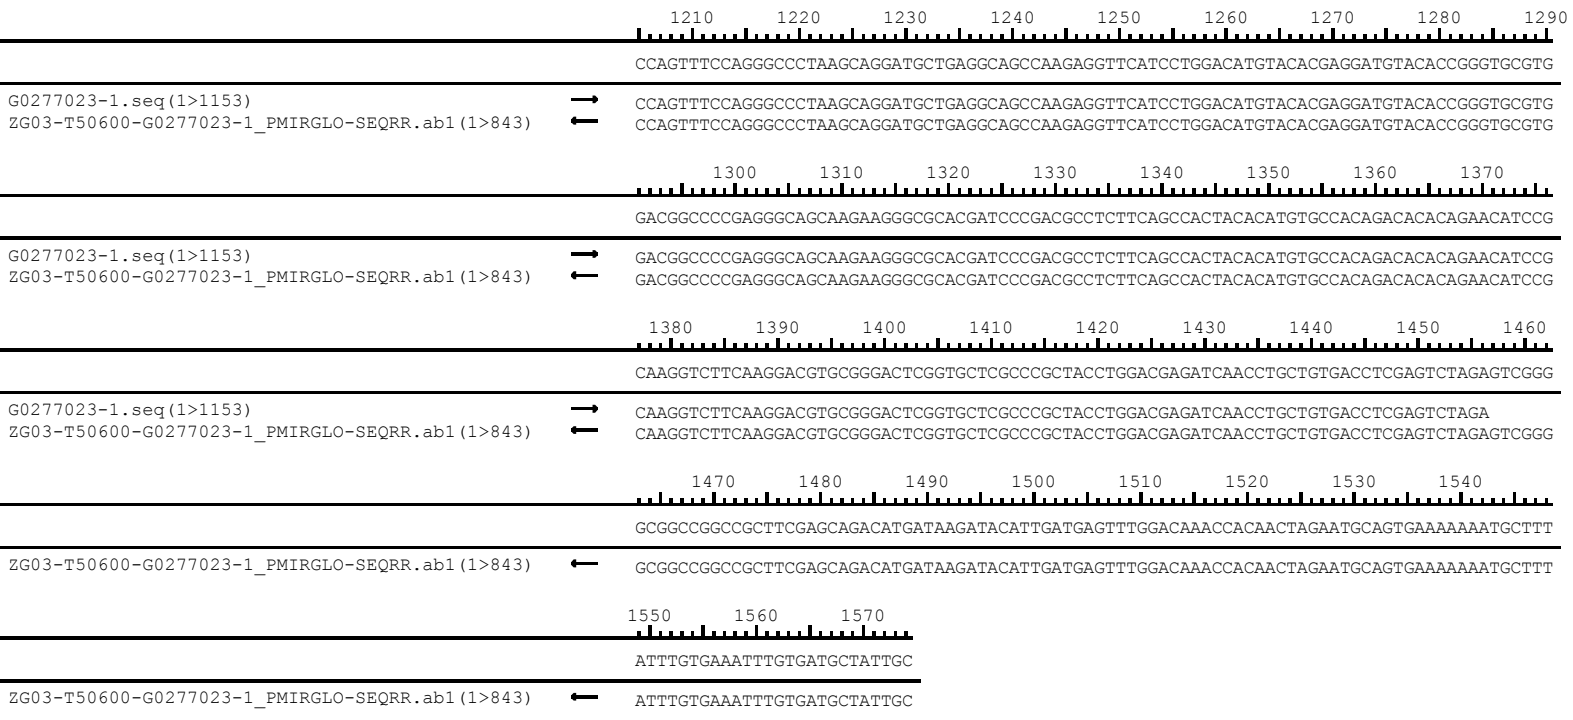 1210 1220 1230 1240 1250 1260 1270 1280 1290
CCAGTTTCCAGGGCCCTAAGCAGGATGCTGAGGCAGCCAAGAGGTTCATCCTGGACATGTACACGAGGATGTACACCGGGTGCGTG
G0277023-1.seq(1>1153) → CCAGTTTCCAGGGCCCTAAGCAGGATGCTGAGGCAGCCAAGAGGTTCATCCTGGACATGTACACGAGGATGTACACCGGGTGCGTG
ZG03-T50600-G0277023-1_PMIRGLO-SEQRR.ab1(1>843) ← CCAGTTTCCAGGGCCCTAAGCAGGATGCTGAGGCAGCCAAGAGGTTCATCCTGGACATGTACACGAGGATGTACACCGGGTGCGTG
1300 1310 1320 1330 1340 1350 1360 1370
GACGGCCCCGAGGGCAGCAAGAAGGGCGCACGATCCCGACGCCTCTTCAGCCACTACACATGTGCCACAGACACACAGAACATCCG
G0277023-1.seq(1>1153) → GACGGCCCCGAGGGCAGCAAGAAGGGCGCACGATCCCGACGCCTCTTCAGCCACTACACATGTGCCACAGACACACAGAACATCCG
ZG03-T50600-G0277023-1_PMIRGLO-SEQRR.ab1(1>843) ← GACGGCCCCGAGGGCAGCAAGAAGGGCGCACGATCCCGACGCCTCTTCAGCCACTACACATGTGCCACAGACACACAGAACATCCG
1380 1390 1400 1410 1420 1430 1440 1450 1460
CAAGGTCTTCAAGGACGTGCGGGACTCGGTGCTCGCCCGCTACCTGGACGAGATCAACCTGCTGTGACCTCGAGTCTAGAGTCGGG
G0277023-1.seq(1>1153) → CAAGGTCTTCAAGGACGTGCGGGACTCGGTGCTCGCCCGCTACCTGGACGAGATCAACCTGCTGTGACCTCGAGTCTAGA
ZG03-T50600-G0277023-1_PMIRGLO-SEQRR.ab1(1>843) ← CAAGGTCTTCAAGGACGTGCGGGACTCGGTGCTCGCCCGCTACCTGGACGAGATCAACCTGCTGTGACCTCGAGTCTAGAGTCGGG
1470 1480 1490 1500 1510 1520 1530 1540
GCGGCCGGCCGCTTCGAGCAGACATGATAAGATACATTGATGAGTTTGGACAAACCACAACTAGAATGCAGTGAAAAAAATGCTTT
ZG03-T50600-G0277023-1_PMIRGLO-SEQRR.ab1(1>843) ← GCGGCCGGCCGCTTCGAGCAGACATGATAAGATACATTGATGAGTTTGGACAAACCACAACTAGAATGCAGTGAAAAAAATGCTTT
1550 1560 1570
ATTTGTGAAATTTGTGATGCTATTGC
ZG03-T50600-G0277023-1_PMIRGLO-SEQRR.ab1(1>843) ← ATTTGTGAAATTTGTGATGCTATTGC